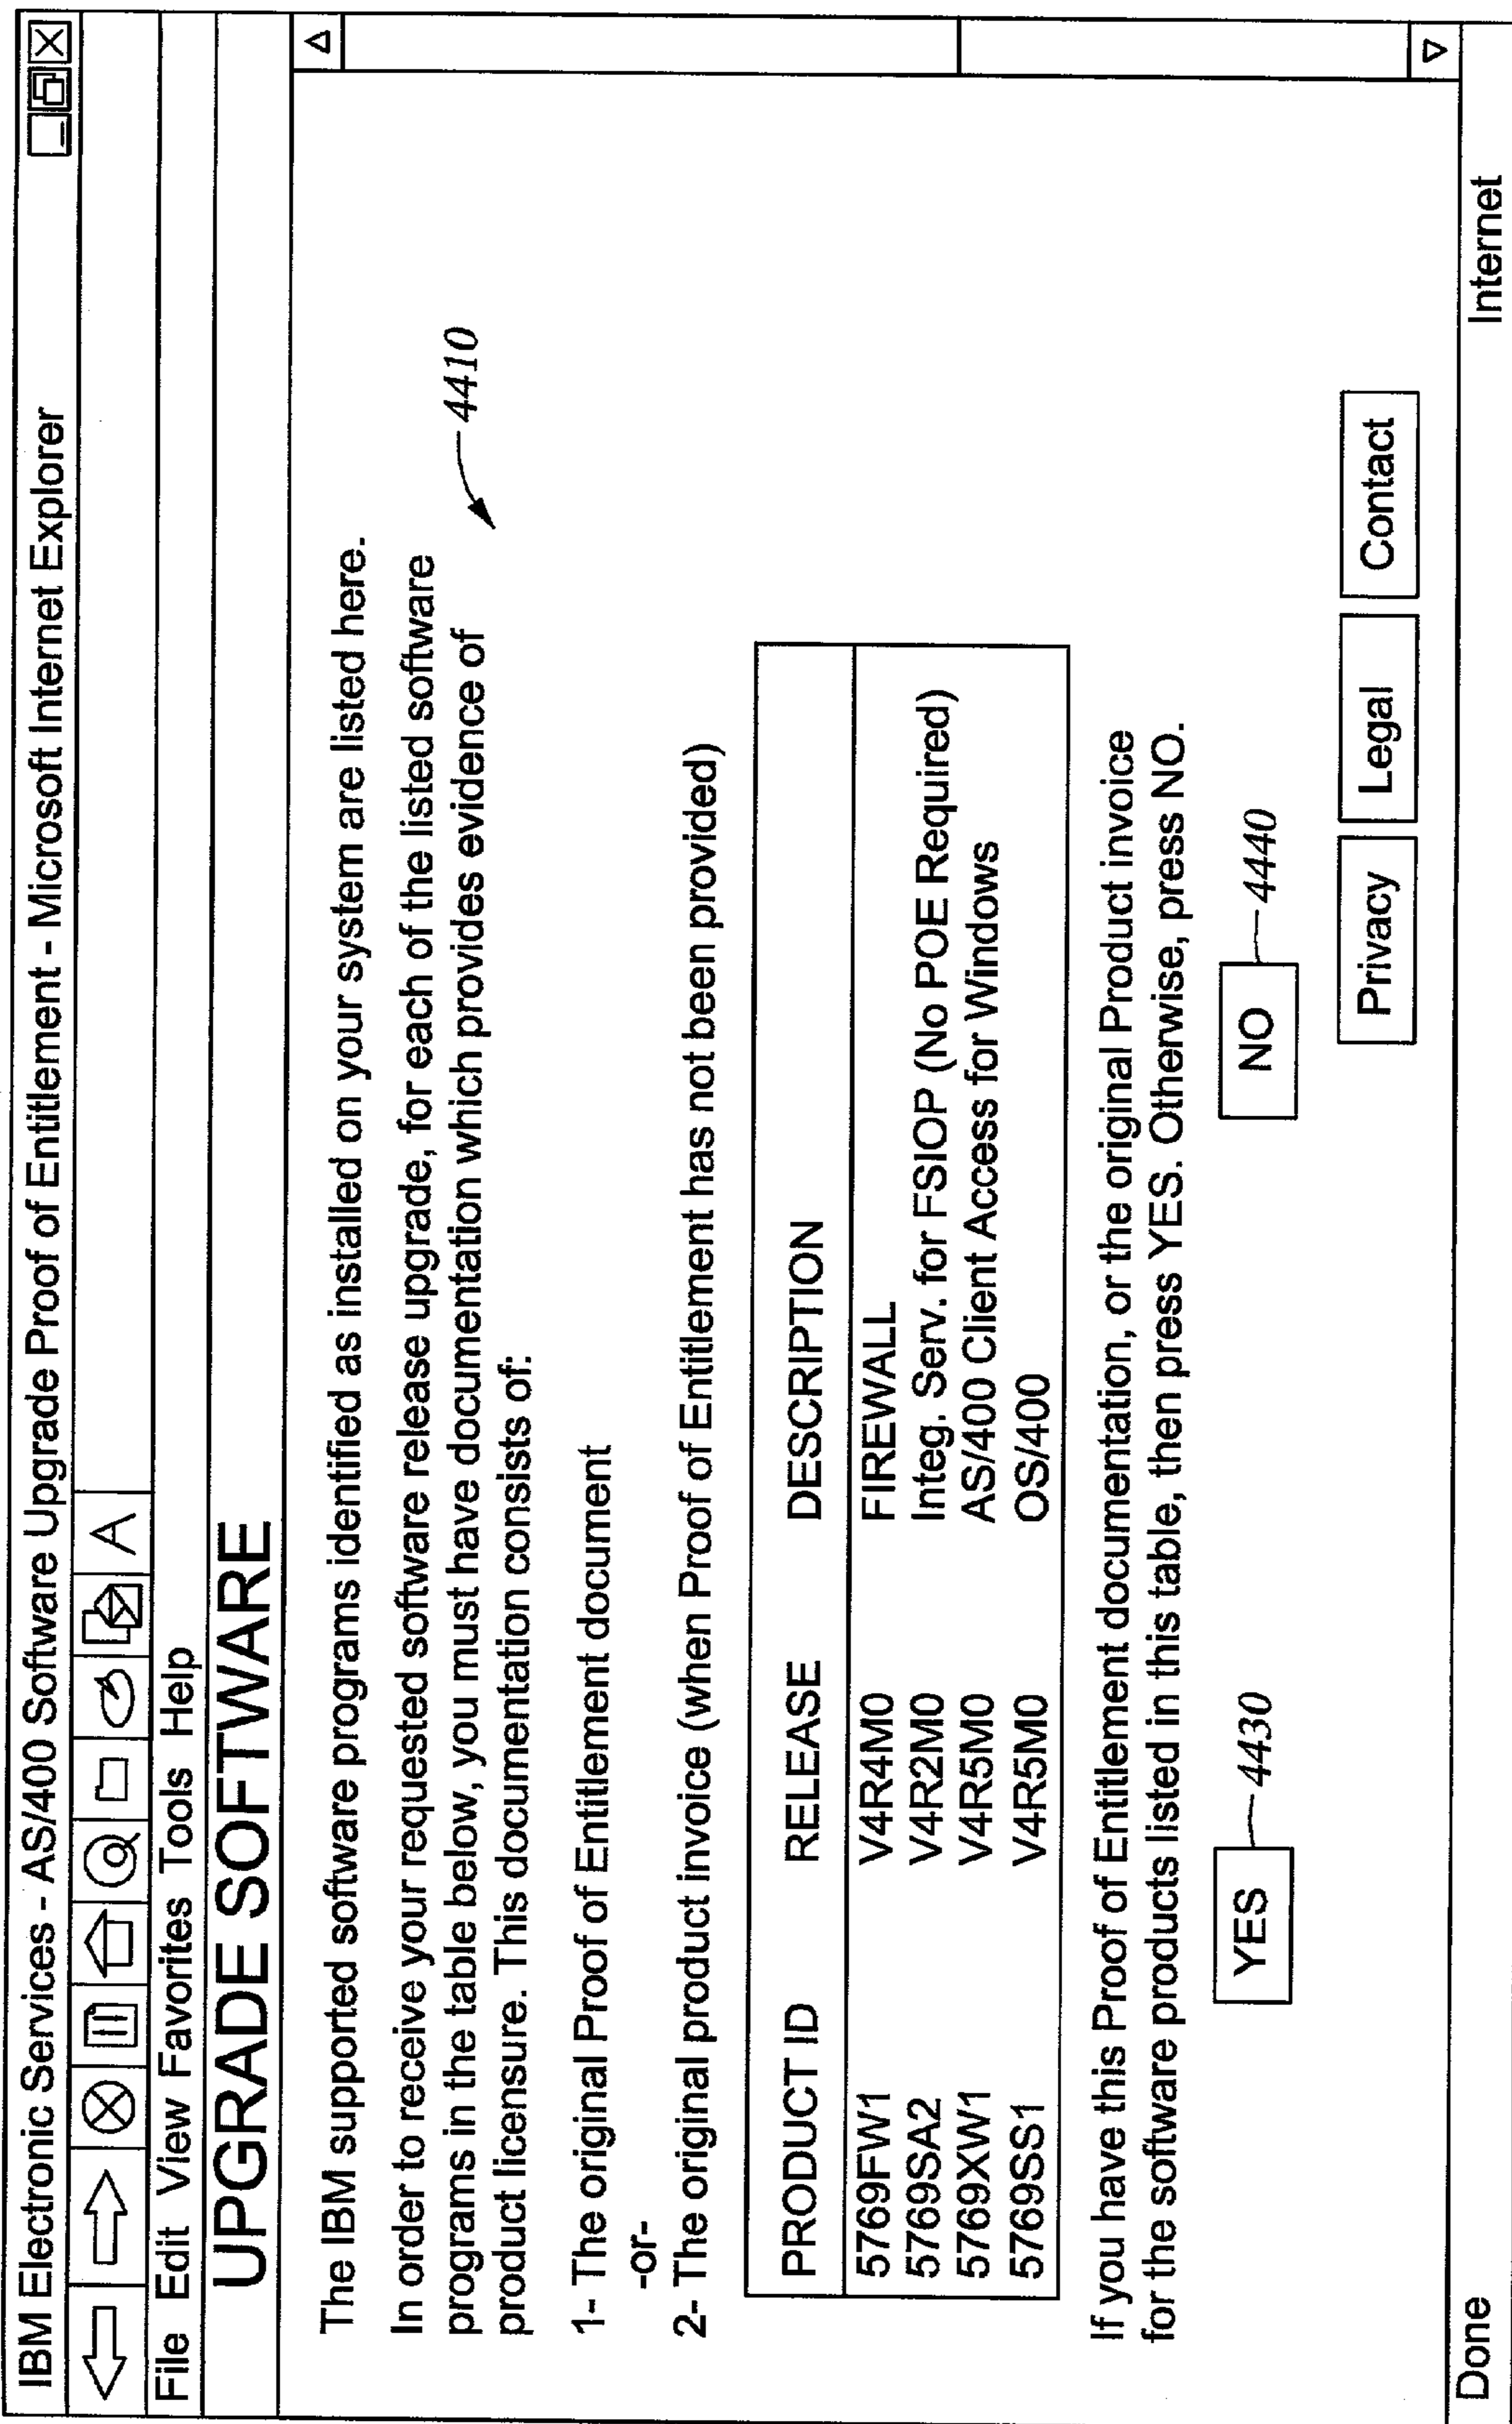 IBM Electronic Services - AS/400 Software Upgrade Proof of Entitlement - Microsoft Internet Explorer
A
File Edit View Favorites Tools Help
UPGRADE SOFTWARE
The IBM supported software programs identified as installed on your system are listed here.
In order to receive your requested software release upgrade, for each of the listed software
programs in the table below, you must have documentation which provides evidence of
product licensure. This documentation consists of:
4410
1- The original Proof of Entitlement document
-or-
2- The original product invoice (when Proof of Entitlement has not been provided)
PRODUCT ID RELEASE DESCRIPTION
5769FW1 V4R4M0 FIREWALL
5769SA2 V4R2M0 Integ. Serv. for FSIOP (No POE Required)
5769XW1 V4R5M0 AS/400 Client Access for Windows
5769SS1 V4R5M0 OS/400
If you have this Proof of Entitlement documentation, or the original Product invoice
for the software products listed in this table, then press YES. Otherwise, press NO.
YES 4430 NO 4440
Privacy Legal Contact
Done Internet